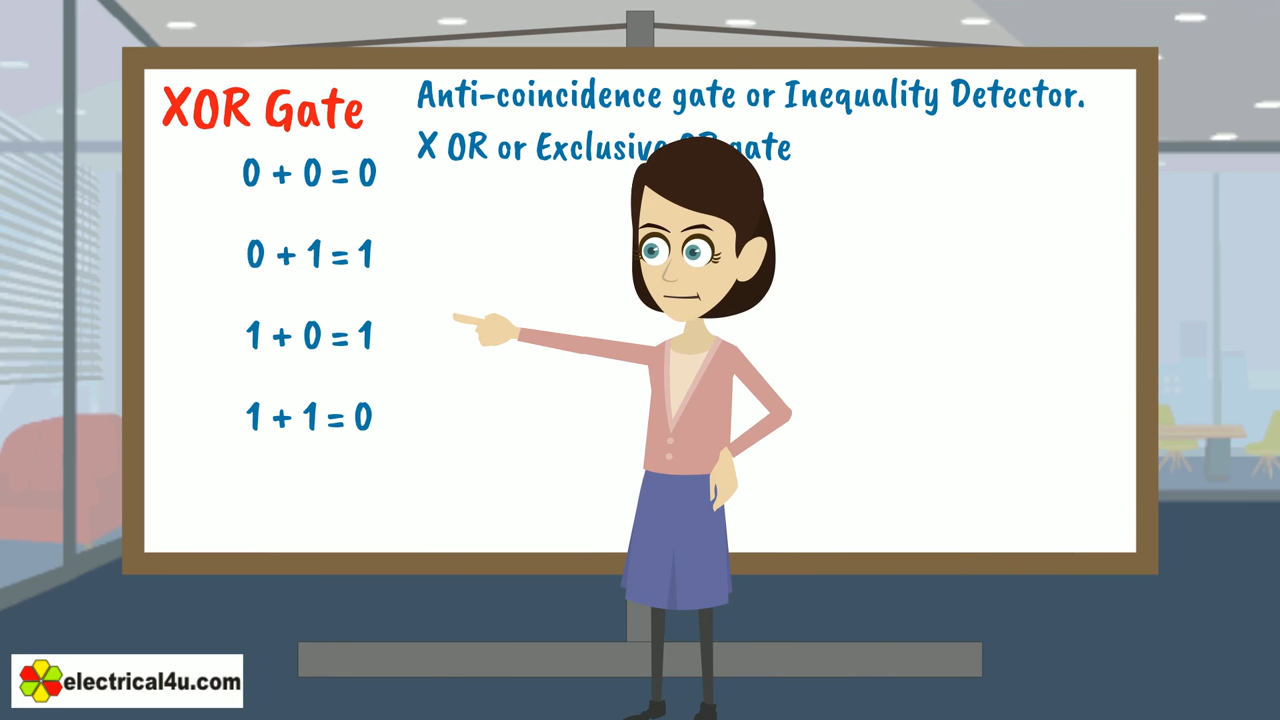 XOR Gate
Anti-coincidence gate or Inequality Detector.
X OR or Exclusive OR gate
0 + 0 = 0
0 + 1 = 1
1 + 0 = 1
1 + 1 = 0
electrical4u.com